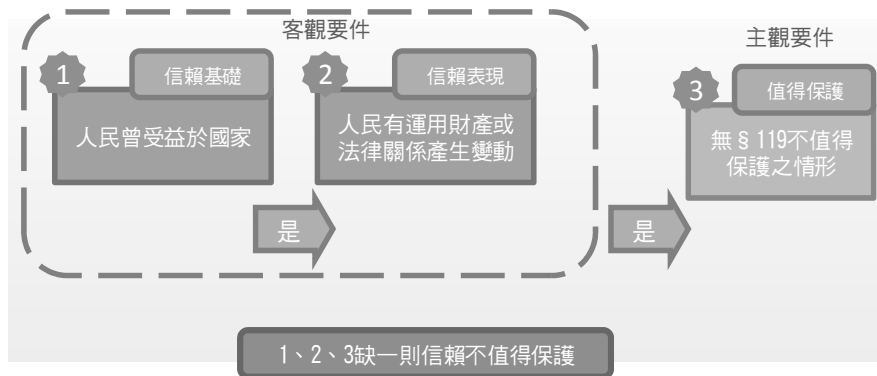 客觀要件
主觀要件
1
信賴基礎
人民曾受益於國家
是
2
信賴表現
人民有運用財產或
法律關係產生變動
是
3
值得保護
無§119不值得
保護之情形
1、2、3缺一則信賴不值得保護